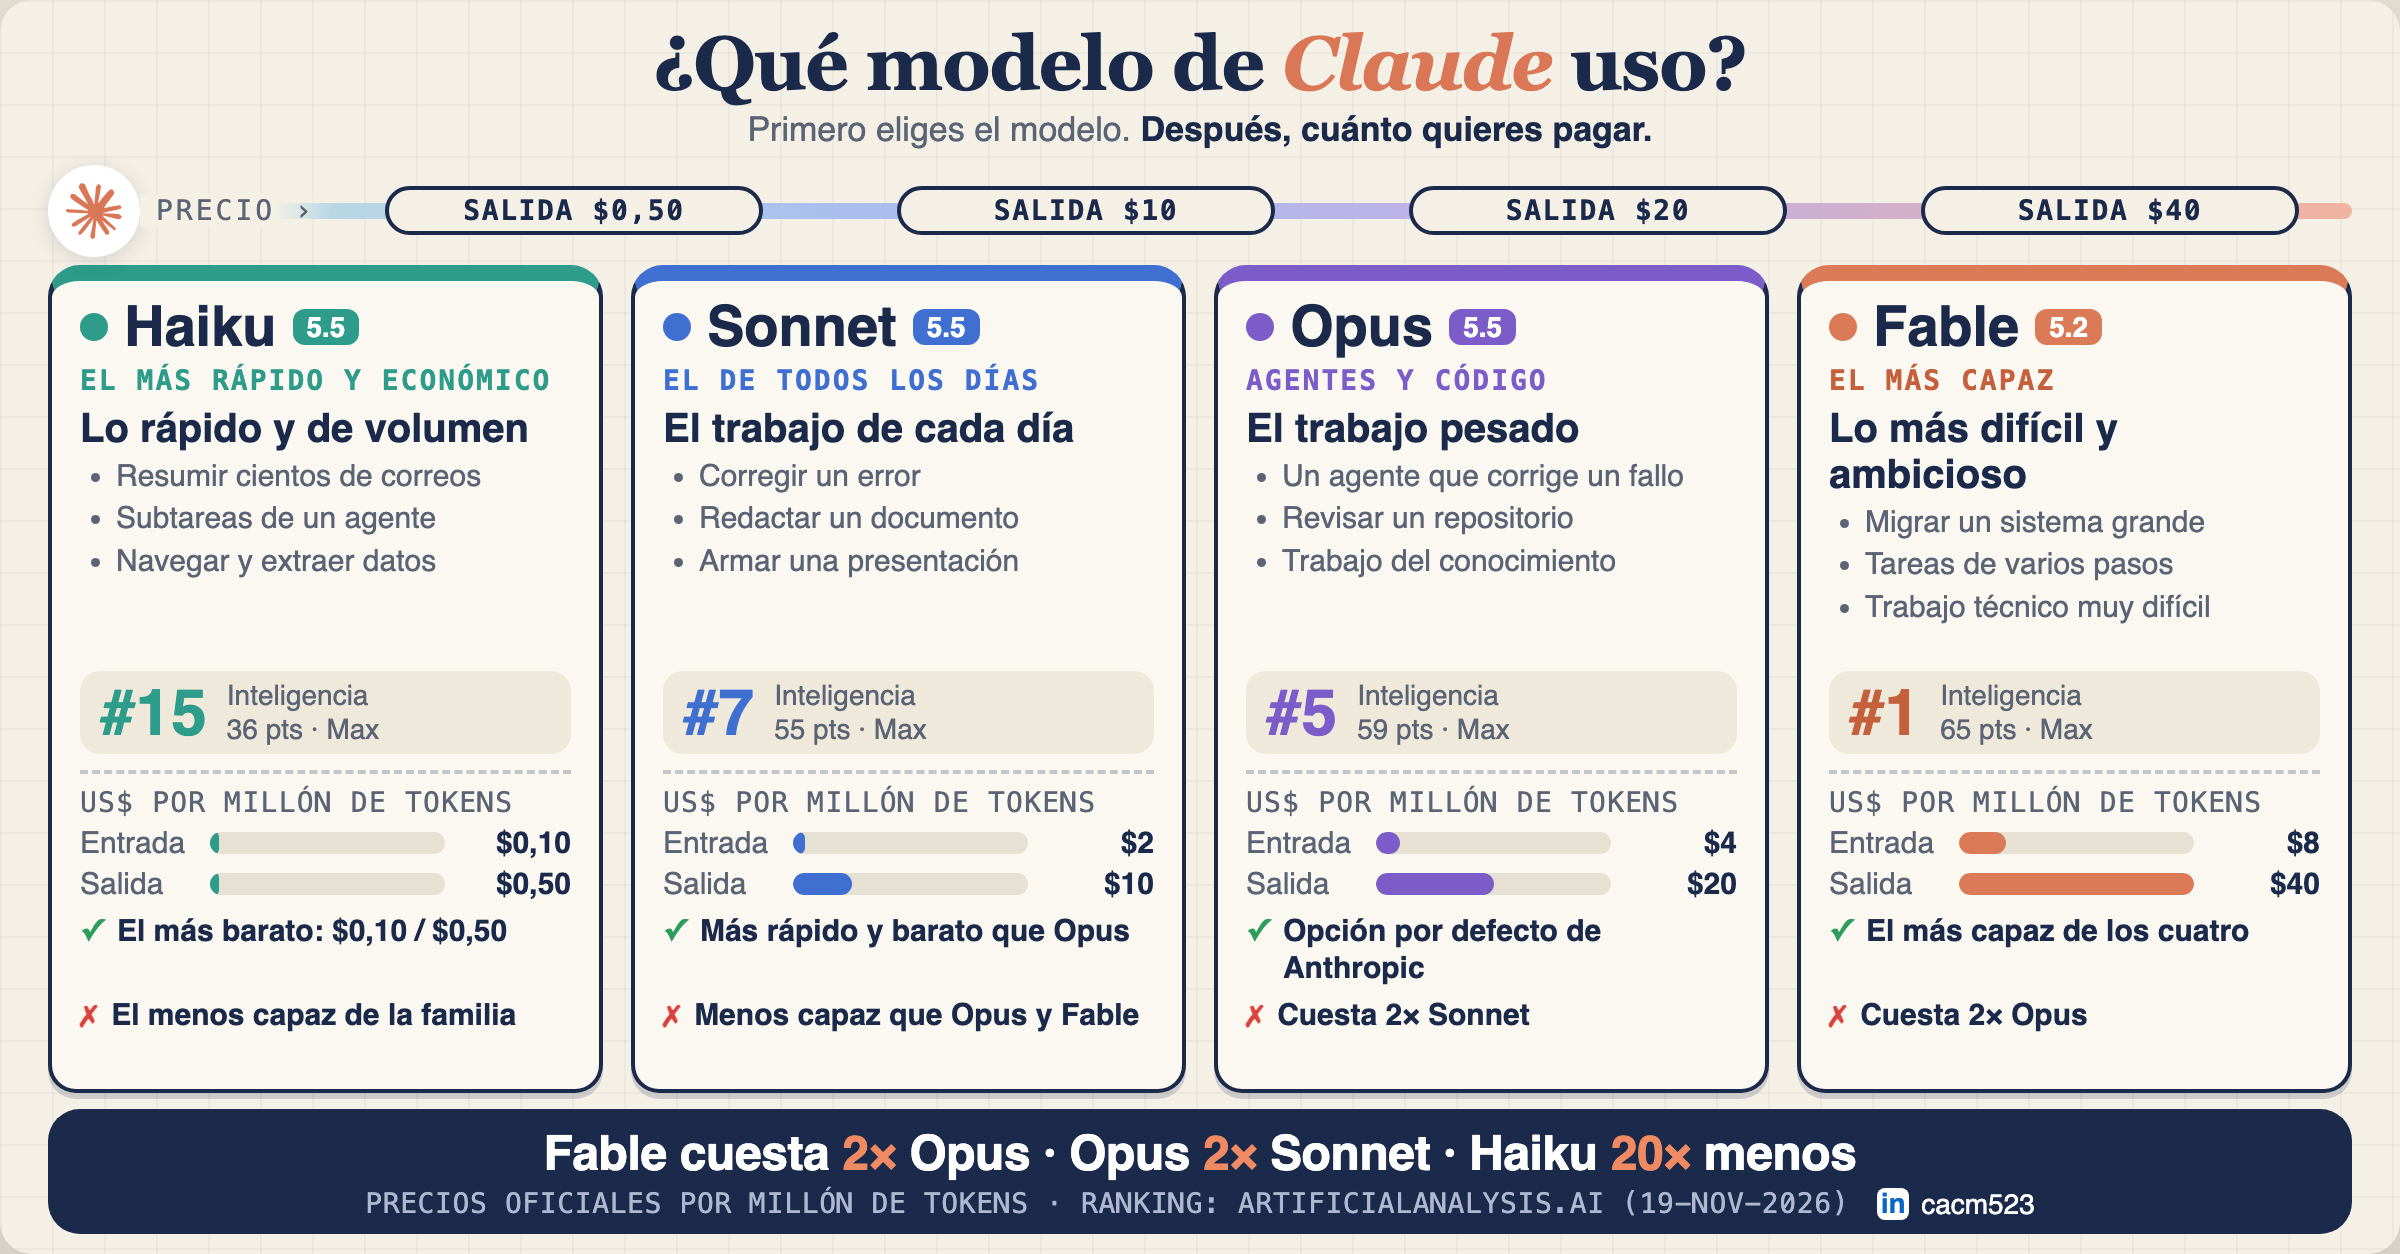 ¿Qué modelo de Claude uso?
Primero eliges el modelo. Después, cuánto quieres pagar.
PRECIO ›
SALIDA $0,50
SALIDA $10
SALIDA $20
SALIDA $40
Haiku 5.5
EL MÁS RÁPIDO Y ECONÓMICO
Lo rápido y de volumen
• Resumir cientos de correos
• Subtareas de un agente
• Navegar y extraer datos
#15
Inteligencia
36 pts · Max
US$ POR MILLÓN DE TOKENS
Entrada $0,10
Salida $0,50
✓ El más barato: $0,10 / $0,50
✗ El menos capaz de la familia
Sonnet 5.5
EL DE TODOS LOS DÍAS
El trabajo de cada día
• Corregir un error
• Redactar un documento
• Armar una presentación
#7
Inteligencia
55 pts · Max
US$ POR MILLÓN DE TOKENS
Entrada $2
Salida $10
✓ Más rápido y barato que Opus
✗ Menos capaz que Opus y Fable
Opus 5.5
AGENTES Y CÓDIGO
El trabajo pesado
• Un agente que corrige un fallo
• Revisar un repositorio
• Trabajo del conocimiento
#5
Inteligencia
59 pts · Max
US$ POR MILLÓN DE TOKENS
Entrada $4
Salida $20
✓ Opción por defecto de
Anthropic
✗ Cuesta 2× Sonnet
Fable 5.2
EL MÁS CAPAZ
Lo más difícil y
ambicioso
• Migrar un sistema grande
• Tareas de varios pasos
• Trabajo técnico muy difícil
#1
Inteligencia
65 pts · Max
US$ POR MILLÓN DE TOKENS
Entrada $8
Salida $40
✓ El más capaz de los cuatro
✗ Cuesta 2× Opus
Fable cuesta 2× Opus · Opus 2× Sonnet · Haiku 20× menos
PRECIOS OFICIALES POR MILLÓN DE TOKENS · RANKING: ARTIFICIALANALYSIS.AI (19–NOV–2026) in cacm523